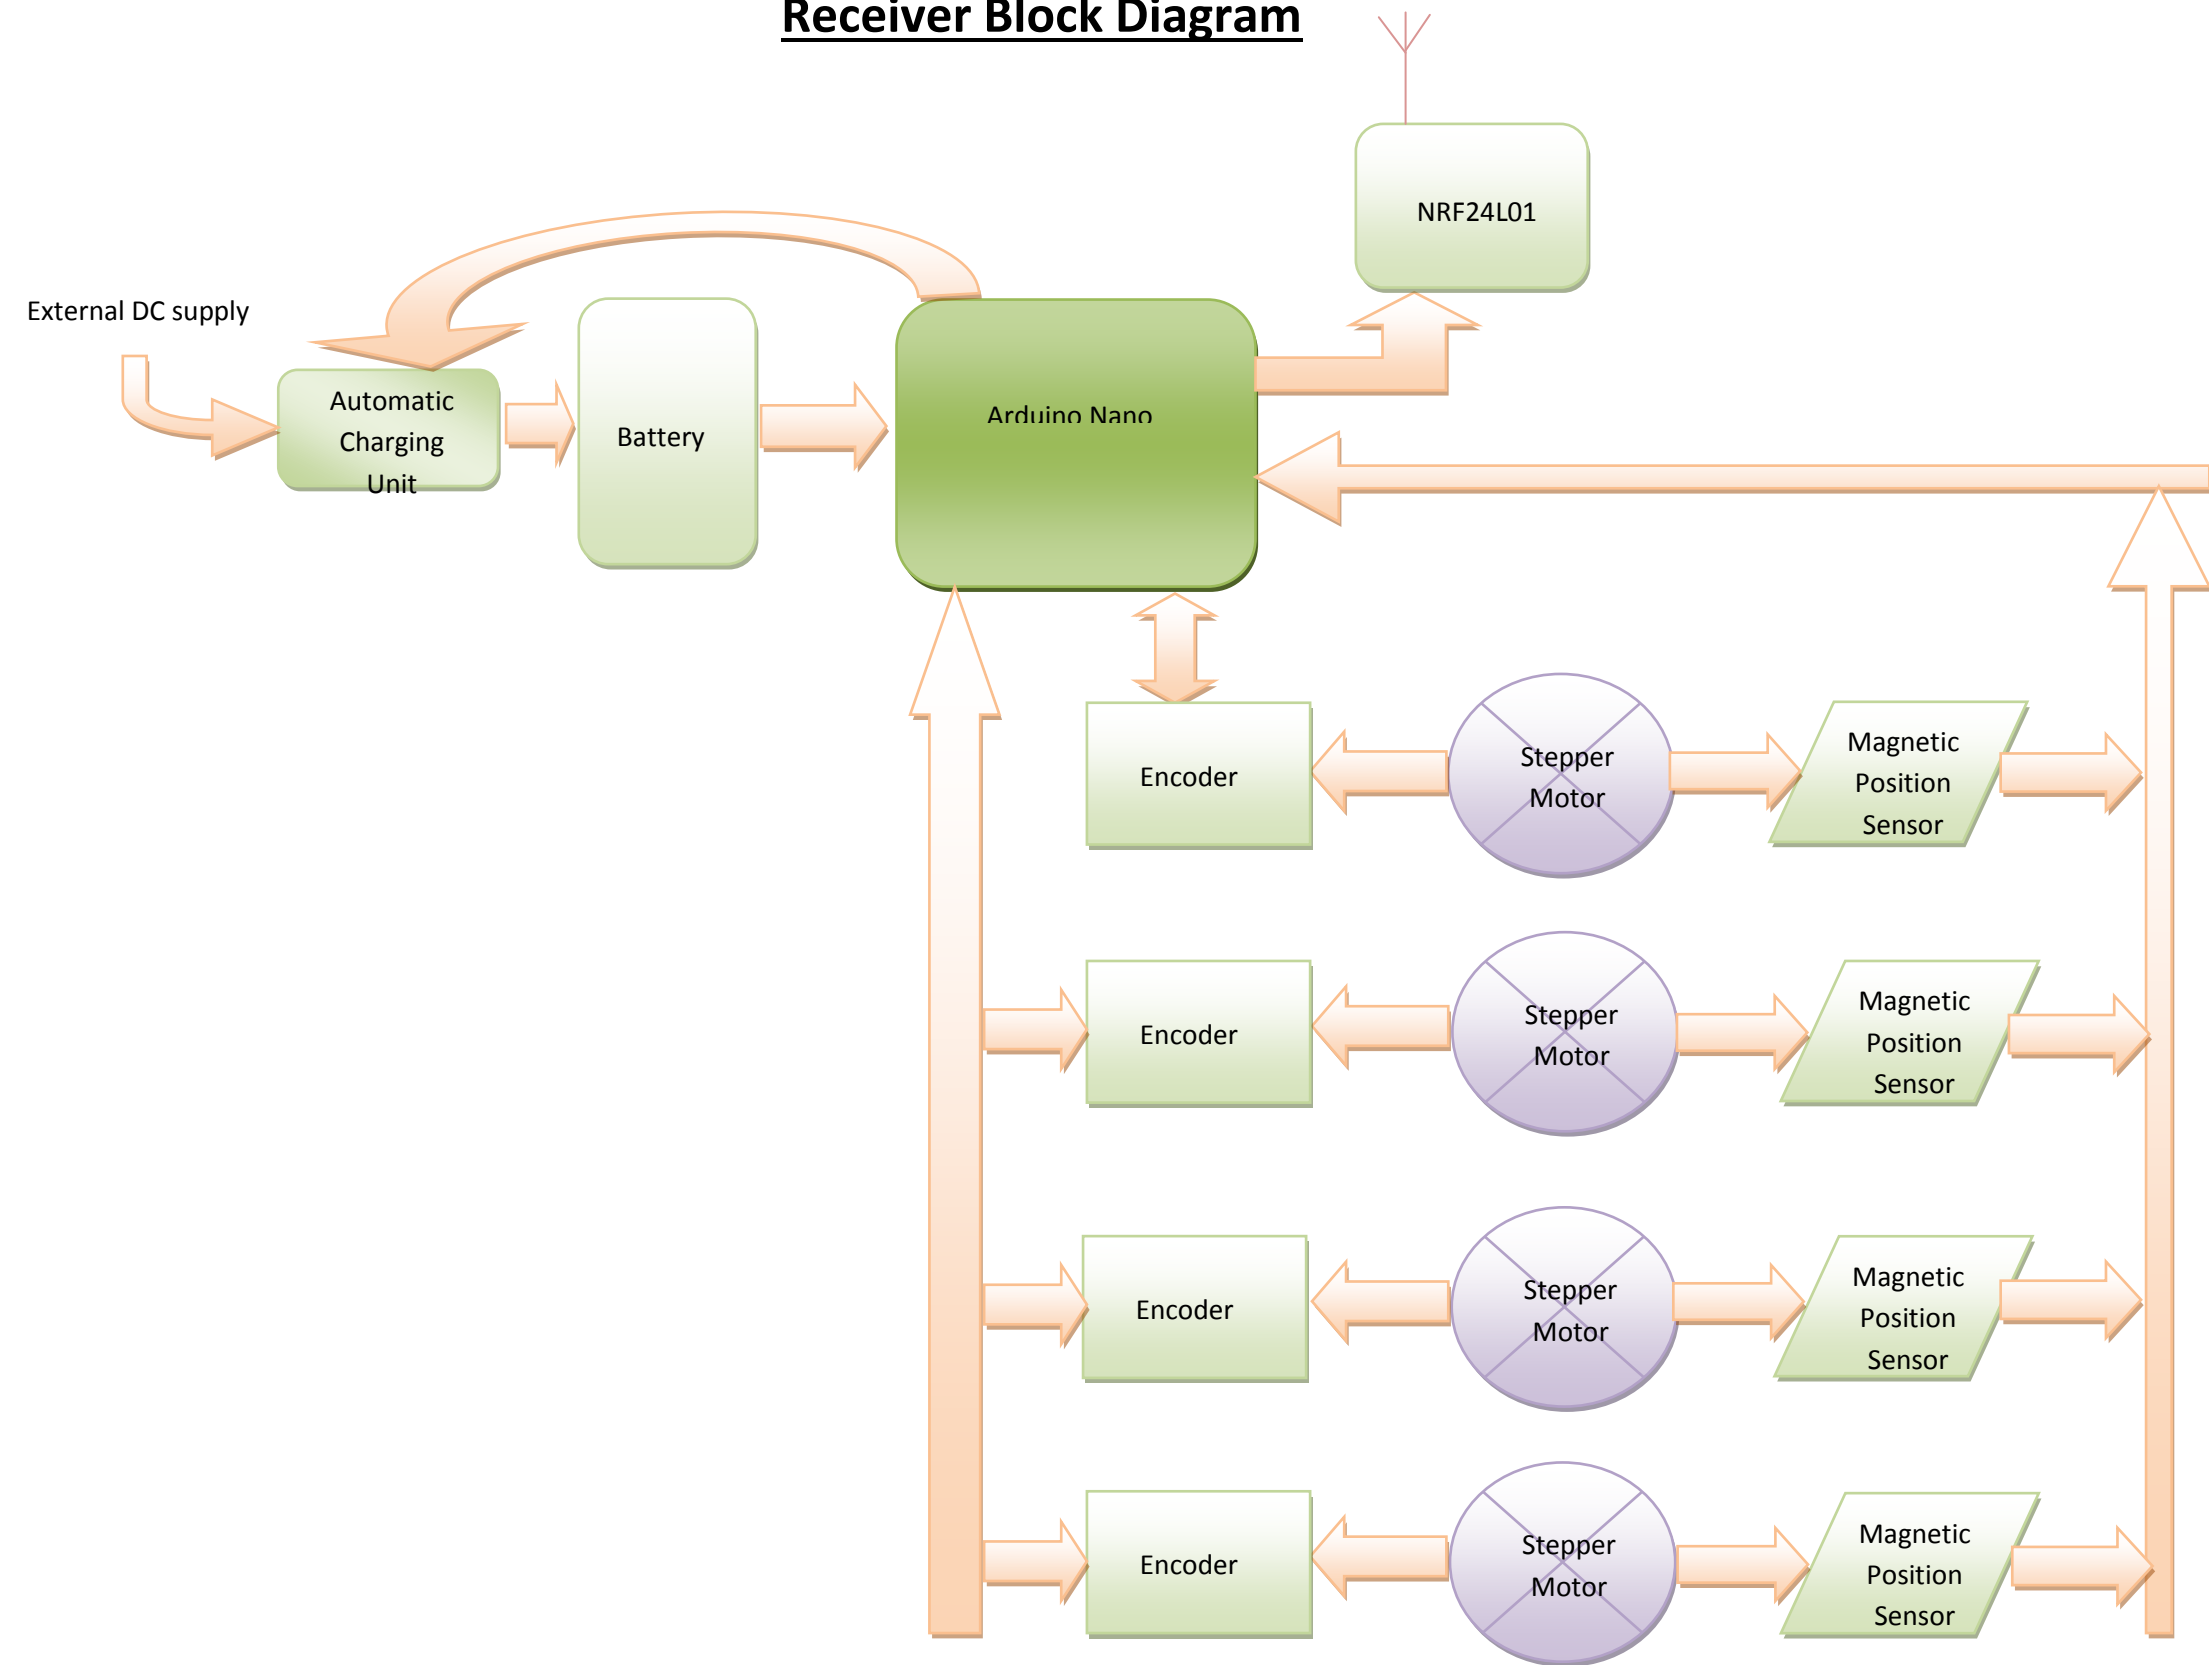 Receiver Block Diagram
NRF24L01
External DC supply
Automatic
Charging
Unit
Battery
Arduino Nano
Encoder
Stepper
Motor
Magnetic
Position
Sensor
Encoder
Stepper
Motor
Magnetic
Position
Sensor
Encoder
Stepper
Motor
Magnetic
Position
Sensor
Encoder
Stepper
Motor
Magnetic
Position
Sensor